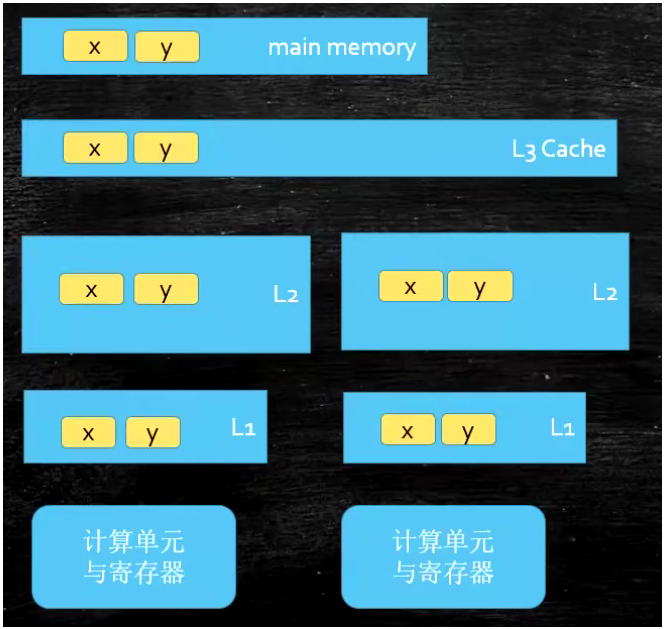 x y main memory
x y L3 Cache
x y L2 x y L2
x y L1 x y L1
计算单元 计算单元
与寄存器 与寄存器